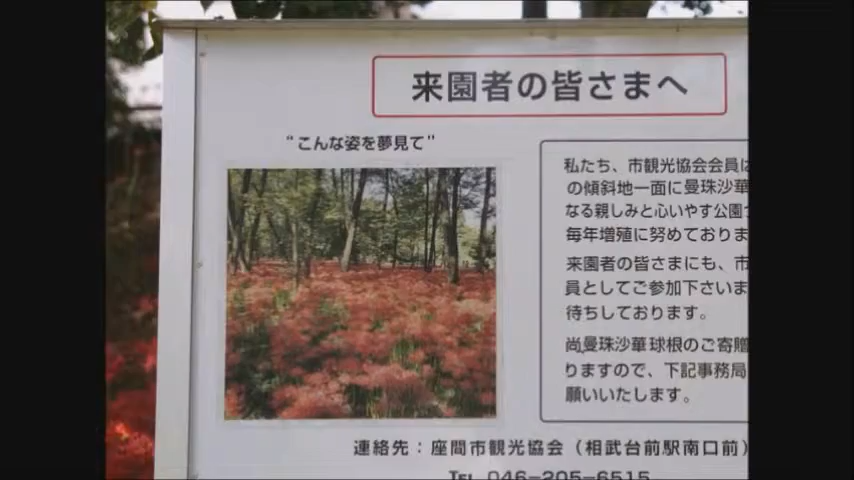 来園者の皆さまへ
“こんな姿を夢見て”
私たち、市観光協会会員は
の傾斜地一面に曼珠沙華
なる親しみと心いやす公園
毎年増殖に努めておりま
来園者の皆さまにも、市
員としてご参加下さいま
待ちしております。
尚曼珠沙華球根のご寄贈
りますので、下記事務局
願いいたします。
連絡先：座間市観光協会（相武台前駅南口前）
TEL 046-205-6515